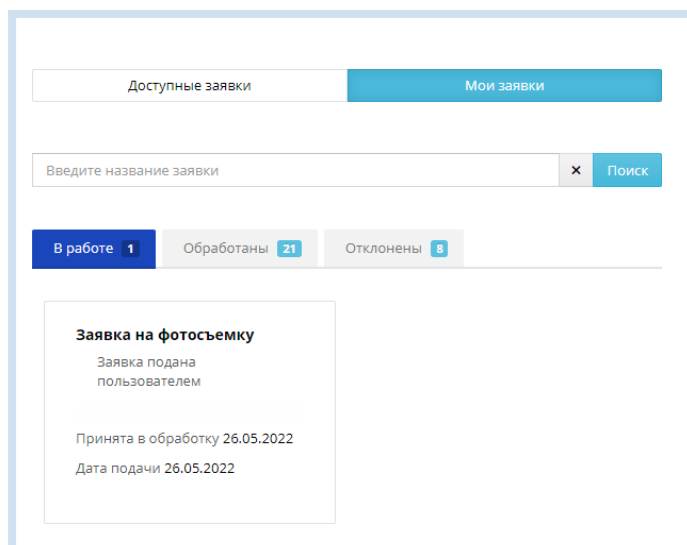 Доступные заявки
Мои заявки
Введите название заявки
× Поиск
В работе 1
Обработаны 21
Отклонены 8
Заявка на фотосъемку
Заявка подана
пользователем
Принята в обработку 26.05.2022
Дата подачи 26.05.2022